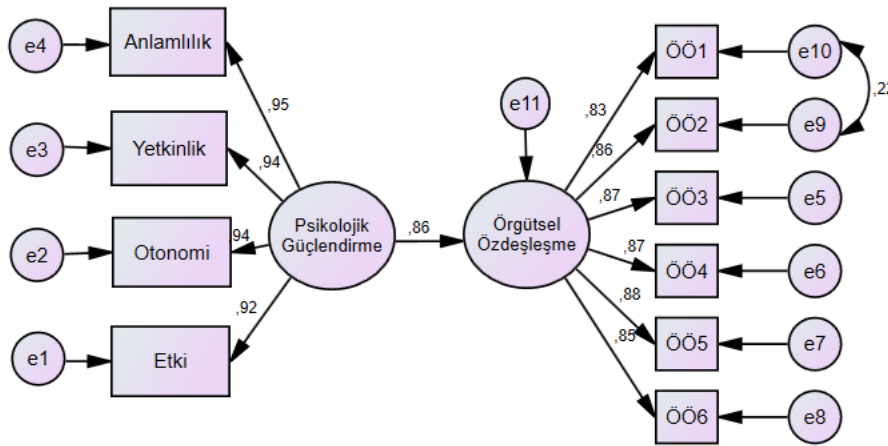 e4
Anlamlılık
,95
e3
Yetkinlik
,94
e2
Otonomi
94
e1
Etki
,92
Psikolojik
Güçlendirme
,86
e11
Örgütsel
Özdeşleşme
,83
ÖÖ1
e10
,22
,86
ÖÖ2
e9
,87
ÖÖ3
e5
,87
ÖÖ4
e6
,88
ÖÖ5
e7
,85
ÖÖ6
e8